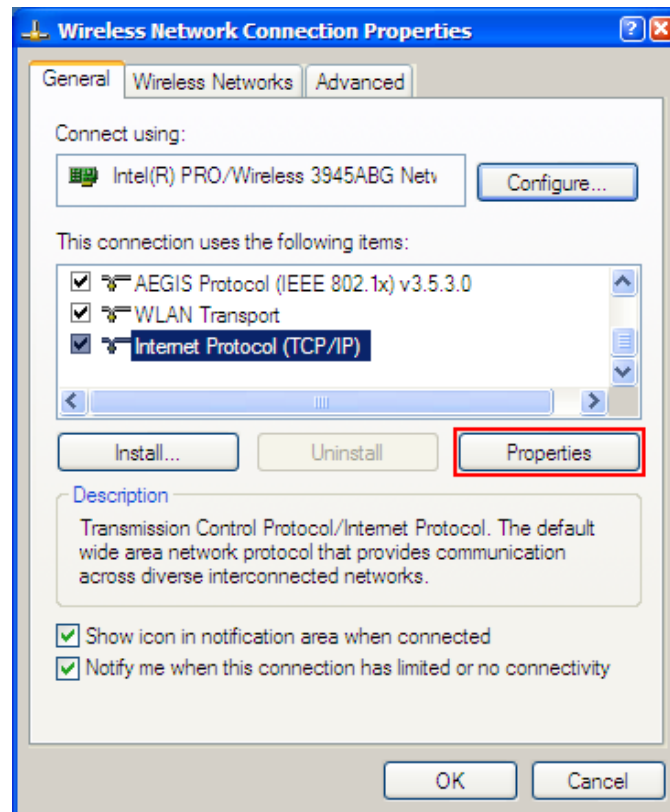 Wireless Network Connection Properties
General Wireless Networks Advanced
Connect using:
Intel(R) PRO/Wireless 3945ABG Netw
Configure...
This connection uses the following items:
AEGIS Protocol (IEEE 802.1x) v3.5.3.0
WLAN Transport
Internet Protocol (TCP/IP)
Install... Uninstall Properties
Description
Transmission Control Protocol/Internet Protocol. The default
wide area network protocol that provides communication
across diverse interconnected networks.
Show icon in notification area when connected
Notify me when this connection has limited or no connectivity
OK Cancel